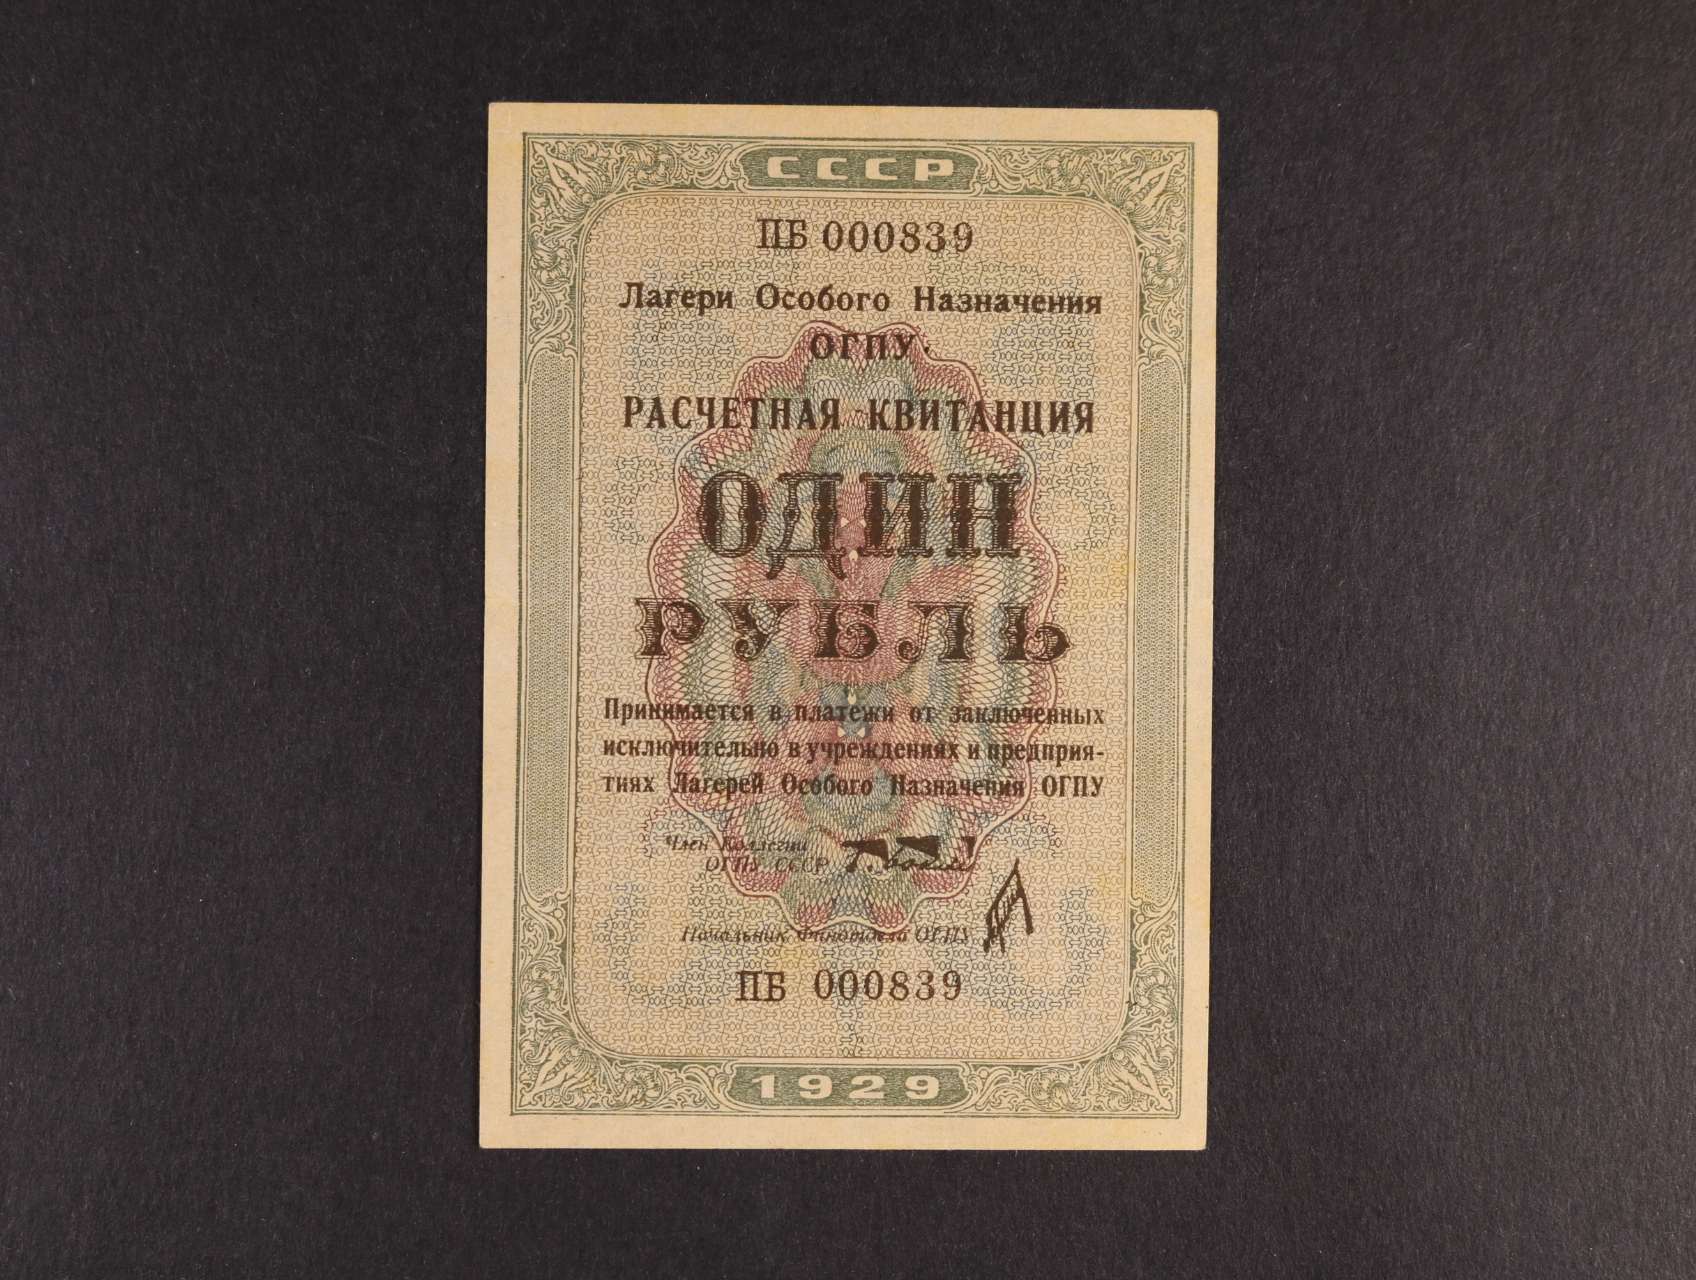 СССР
ПБ 000839
Лагери Особого Назначения
ОГПУ.
РАСЧЕТНАЯ КВИТАНЦИЯ
ОДИН
РУБЛЬ
Принимается в платежи от заключенных
исключительно в учреждениях и предприя-
тиях Лагерей Особого Назначения ОГПУ
Член Коллегии
ОГПУ СССР
Начальник Финотдела ОГПУ
ПБ 000839
1929